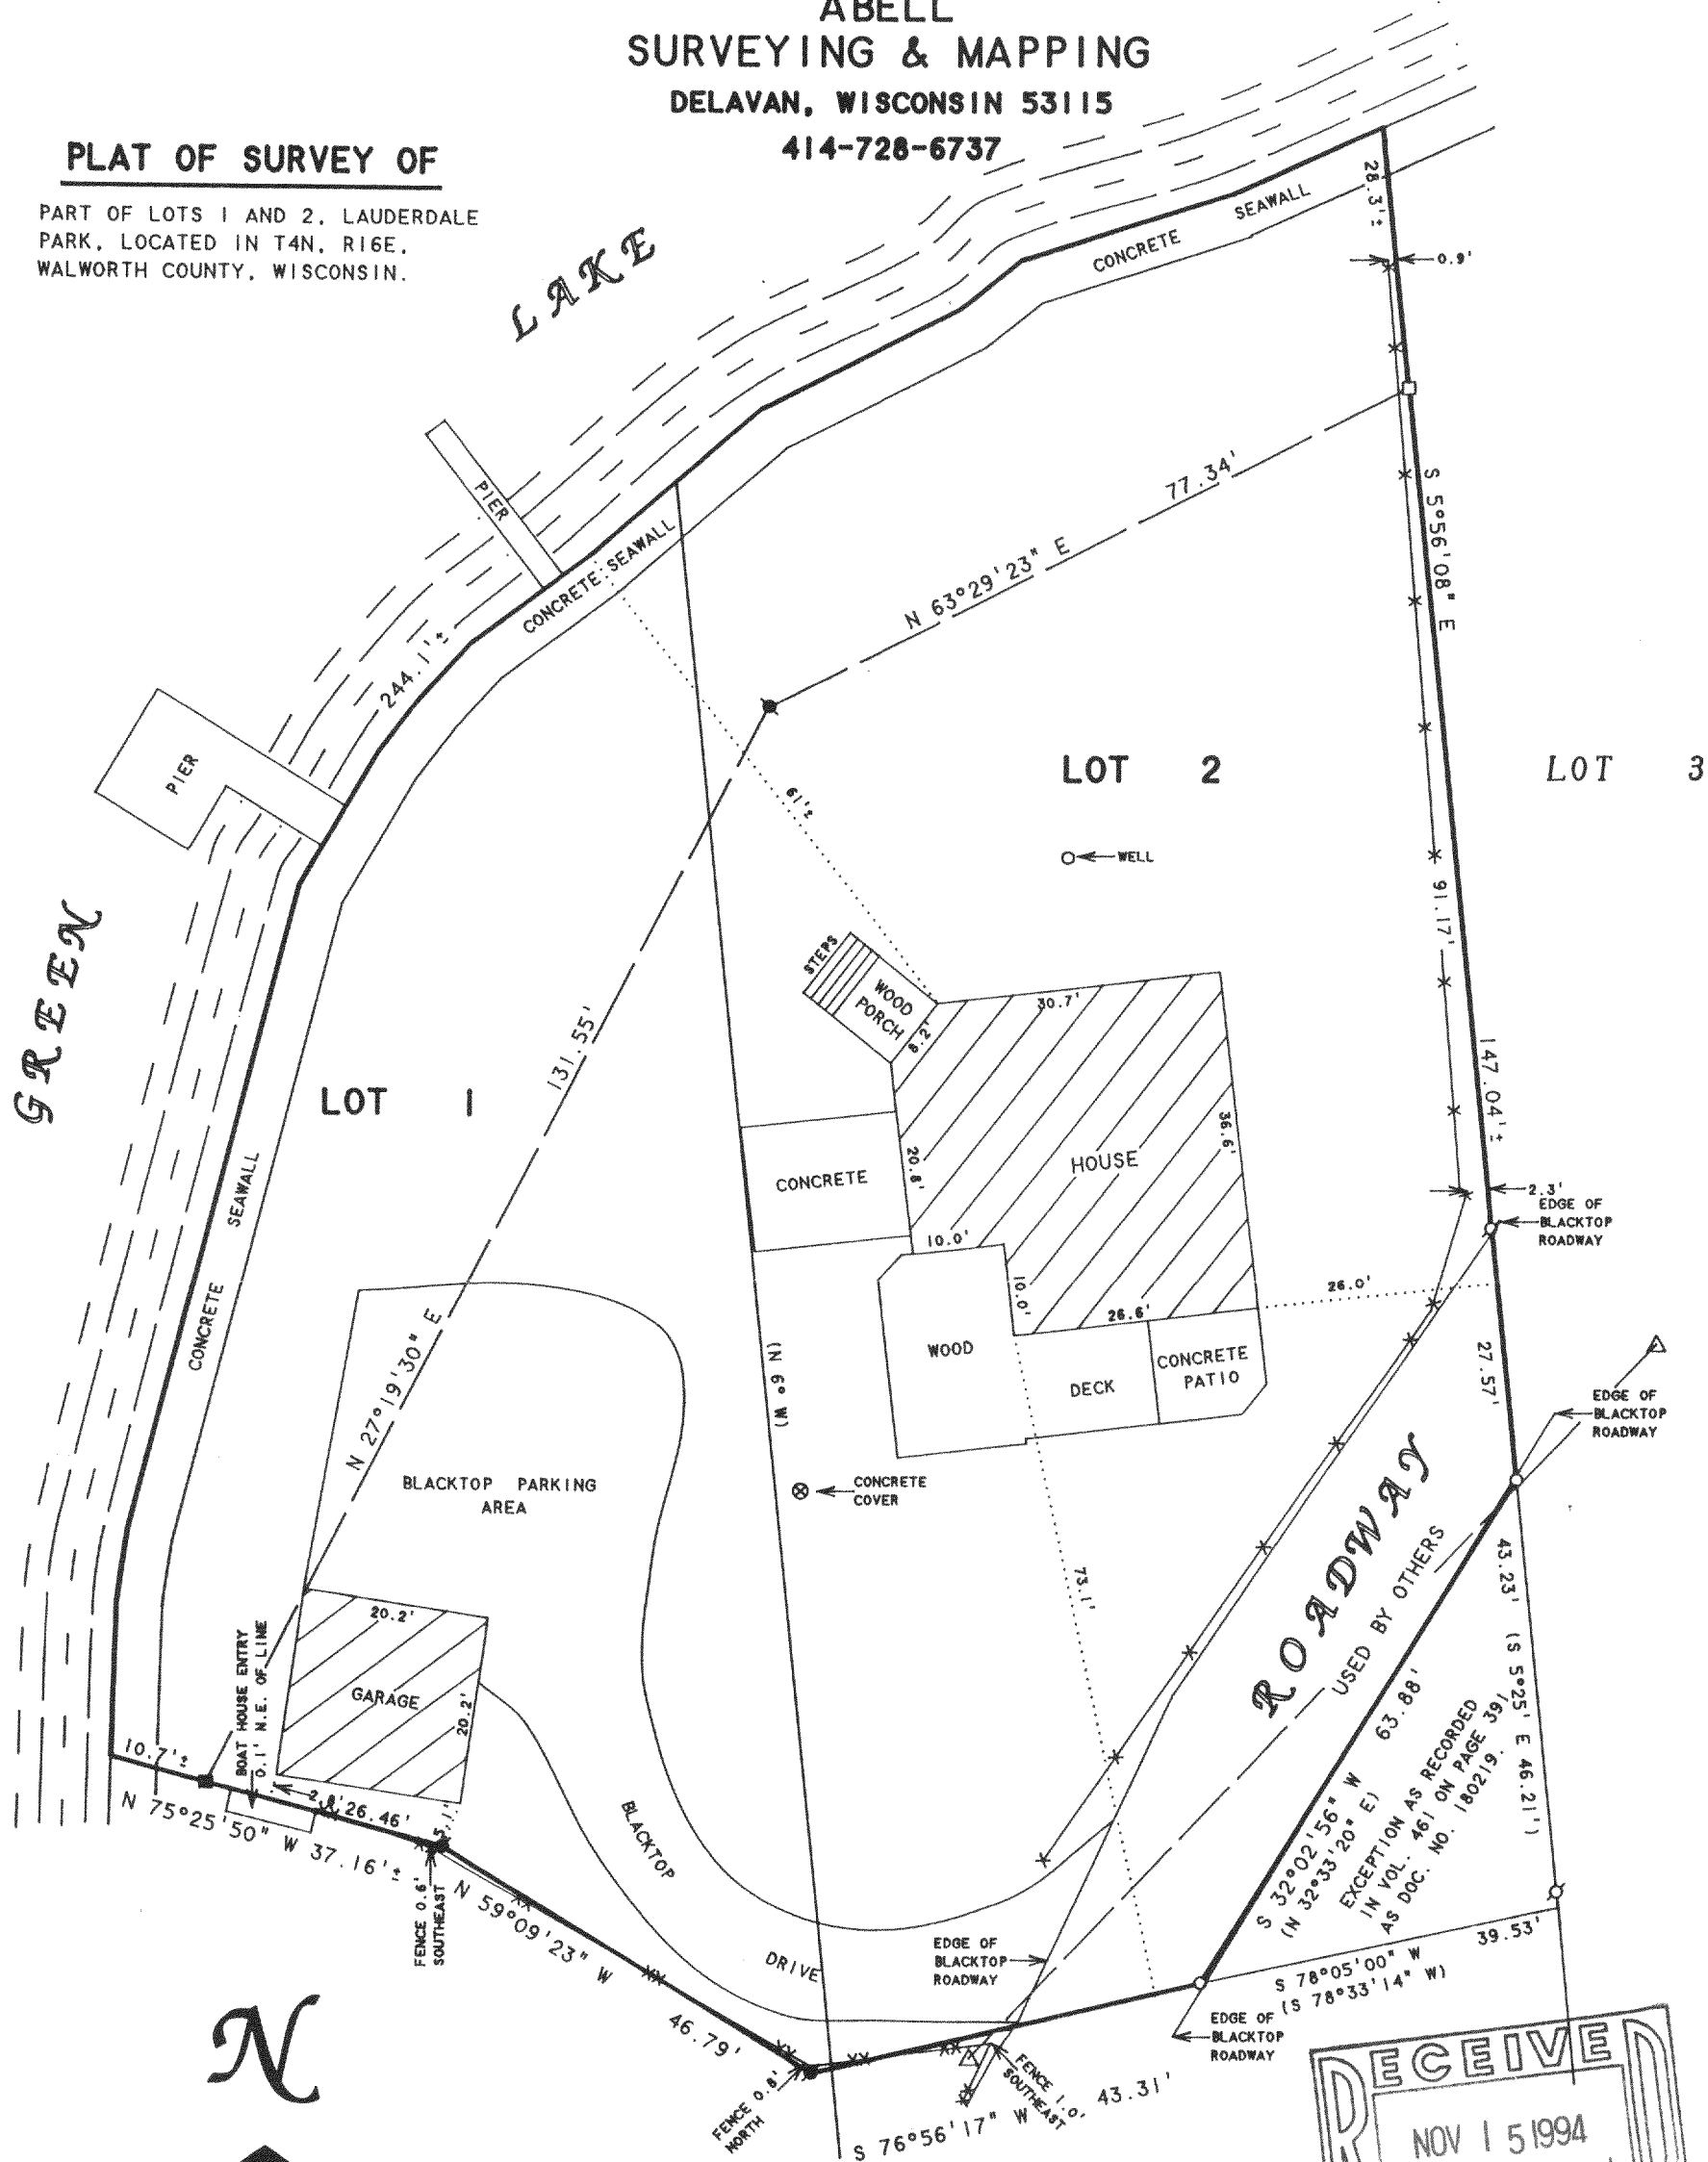 ABELL
SURVEYING & MAPPING
DELAVAN, WISCONSIN 53115
414-728-6737
PLAT OF SURVEY OF
PART OF LOTS 1 AND 2, LAUDERDALE
PARK, LOCATED IN T4N, R16E,
WALWORTH COUNTY, WISCONSIN.
GREEN
LAKE
28.3'±
SEAWALL
CONCRETE
0.9'
PIER
77.34'
N 63°29'23" E
S 5°56'08" E
CONCRETE SEAWALL
244.1'±
PIER
LOT 2
LOT 3
61'±
WELL
91.17'
STEPS
WOOD
PORCH
8.2'
30.7'
131.55'
147.04'±
LOT 1
36.6'
HOUSE
20.8'
CONCRETE
SEAWALL
CONCRETE
2.3'
EDGE OF
BLACKTOP
ROADWAY
10.0'
10.0'
26.0'
26.6'
WOOD
DECK
CONCRETE
PATIO
27.57'
(N 6° W)
N 27°19'30" E
EDGE OF
BLACKTOP
ROADWAY
BLACKTOP PARKING
AREA
CONCRETE
COVER
ROADWAY
USED BY OTHERS
43.23' (S 5°25' E 46.21')
73.1'
20.2'
GARAGE
20.2'
BOAT HOUSE ENTRY
0.1' N.E. OF LINE
63.88'
S 32°02'56" W
(N 32°33'20" E)
EXCEPTION AS RECORDED
IN VOL. 461 ON PAGE 391
AS DOC. NO. 180219.
10.7'±
2.8'
26.46'
5.1'
N 75°25'50" W 37.16'±
BLACKTOP
DRIVE
FENCE 0.6'
SOUTHEAST
N 59°09'23" W
46.79'
EDGE OF
BLACKTOP
ROADWAY
39.53'
S 78°05'00" W
(S 78°33'14" W)
EDGE OF
BLACKTOP
ROADWAY
FENCE 0.8'
NORTH
FENCE 1.0'
SOUTHEAST
S 76°56'17" W 43.31'
N
RECEIVED
NOV 15 1994